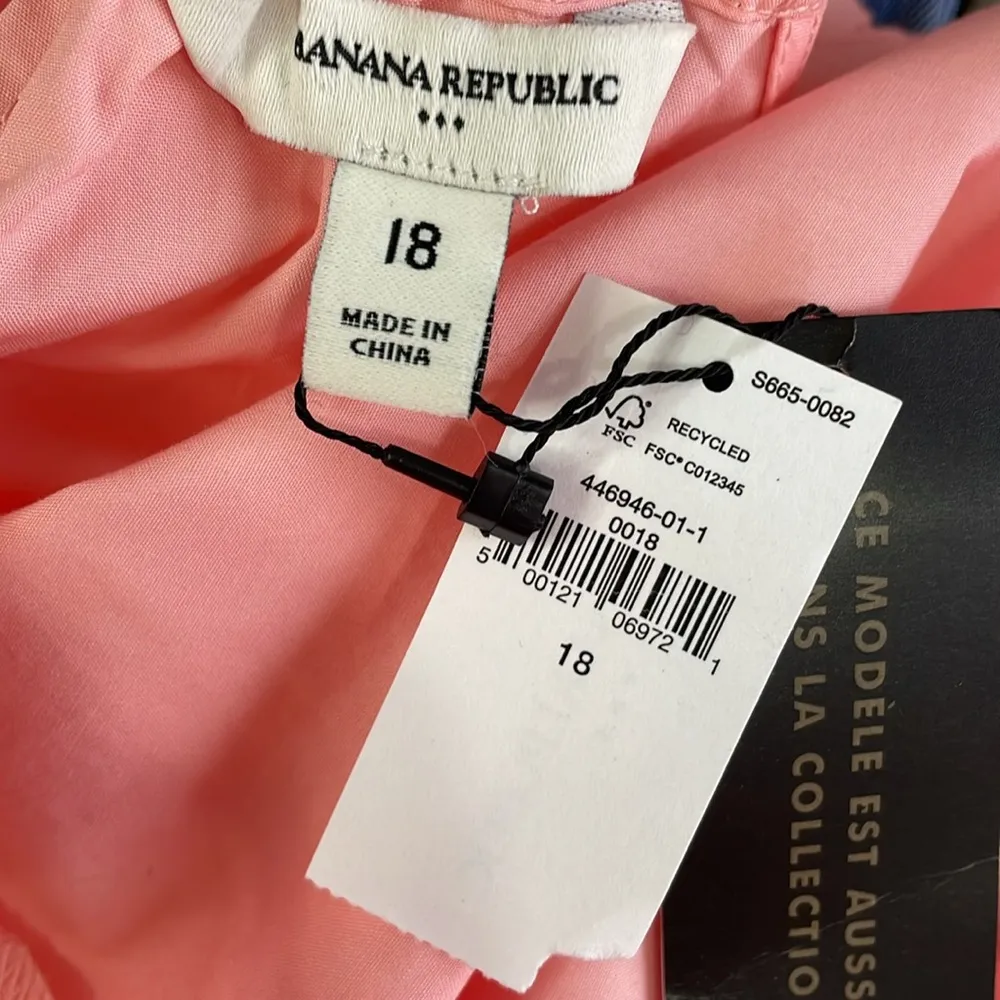 BANANA REPUBLIC
18
MADE IN
CHINA
S665-0082
FSC
RECYCLED
FSC® C012345
446946-01-1
0018
5 00121 06972 1
18
CE MODÈLE EST AUSS
NS LA COLLECTIO